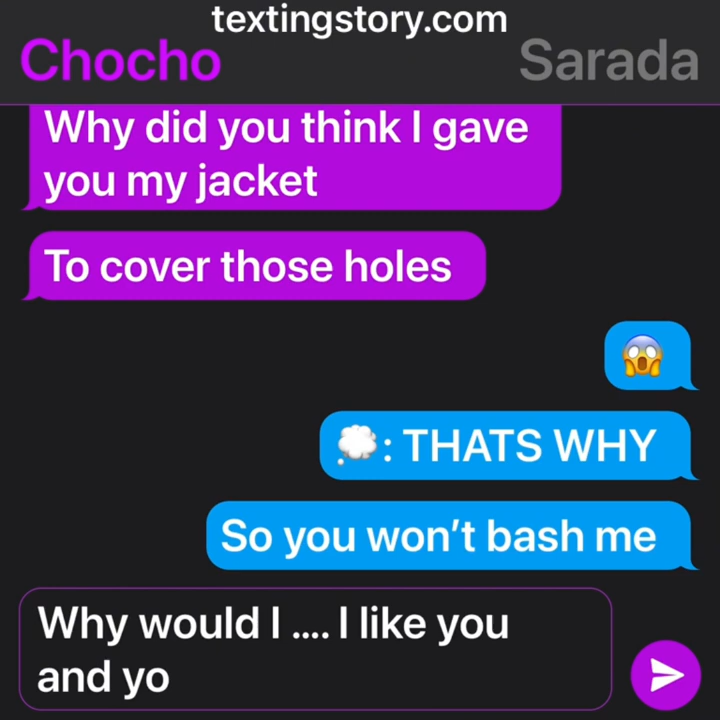 textingstory.com
Chocho
Sarada
Why did you think I gave
you my jacket
To cover those holes
😱
💭: THATS WHY
So you won’t bash me
Why would I .... I like you
and yo